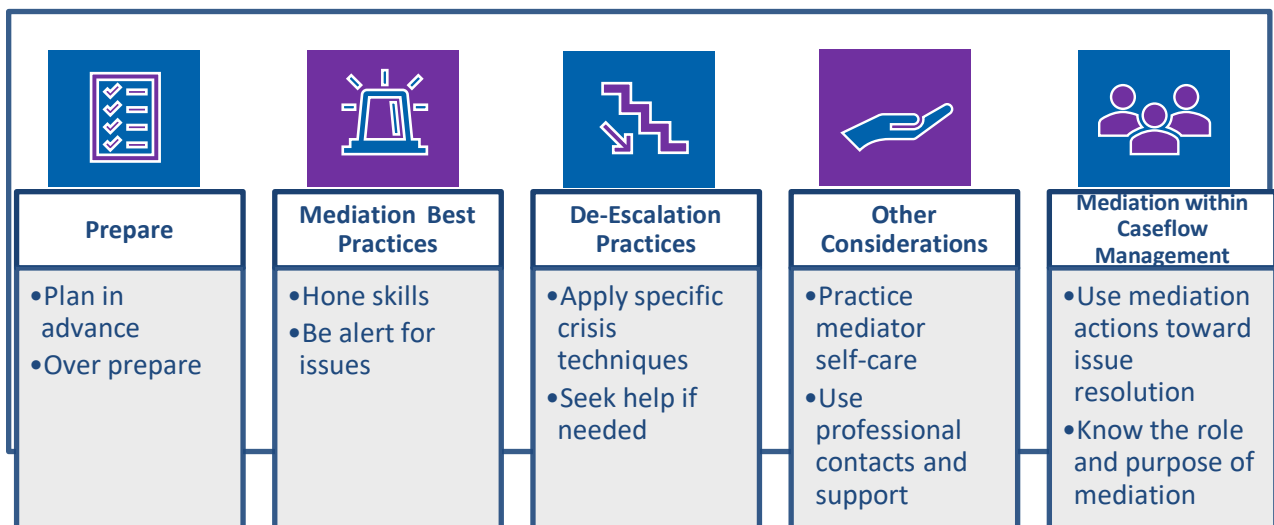 Prepare
•Plan in
advance
•Over prepare
Mediation Best
Practices
•Hone skills
•Be alert for
issues
De-Escalation
Practices
•Apply specific
crisis
techniques
•Seek help if
needed
Other
Considerations
•Practice
mediator
self-care
•Use
professional
contacts and
support
Mediation within
Caseflow
Management
•Use mediation
actions toward
issue
resolution
•Know the role
and purpose of
mediation